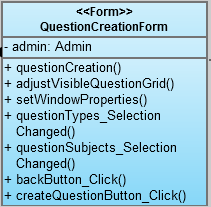 <<Form>>
QuestionCreationForm
- admin: Admin
+ questionCreation()
+ adjustVisibleQuestionGrid()
+ setWindowProperties()
+ questionTypes_Selection
Changed()
+ questionSubjects_Selection
Changed()
+ backButton_Click()
+ createQuestionButton_Click()